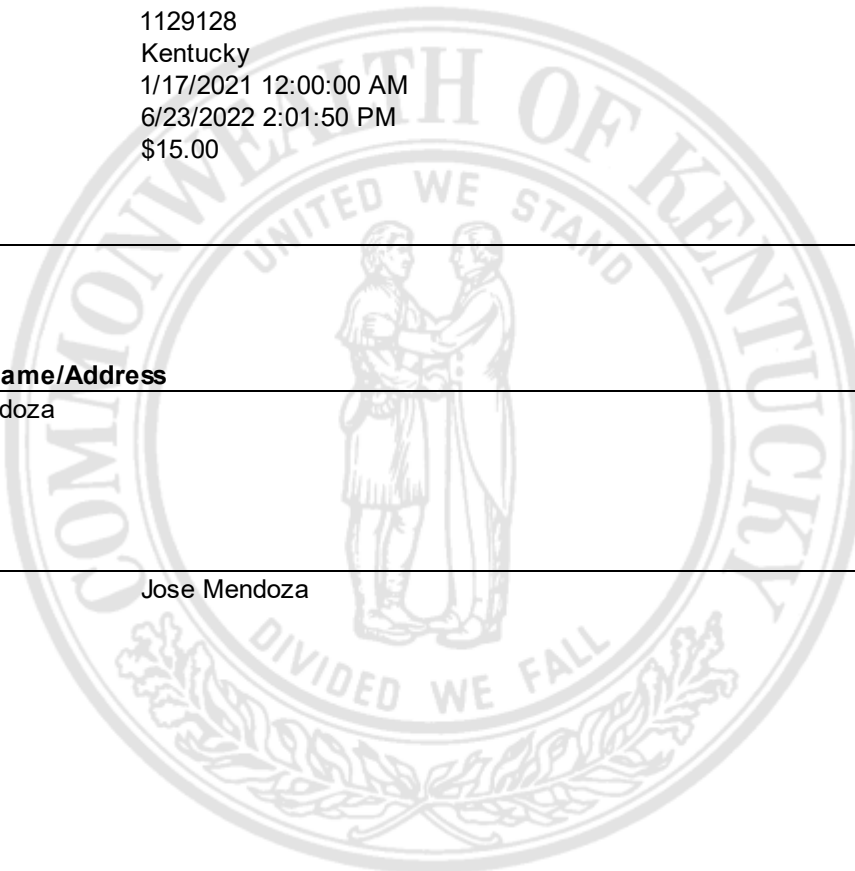 1129128
Kentucky
1/17/2021 12:00:00 AM
6/23/2022 2:01:50 PM
$15.00
COMMONWEALTH OF KENTUCKY
UNITED WE STAND
ame/Address
doza
Jose Mendoza
DIVIDED WE FALL